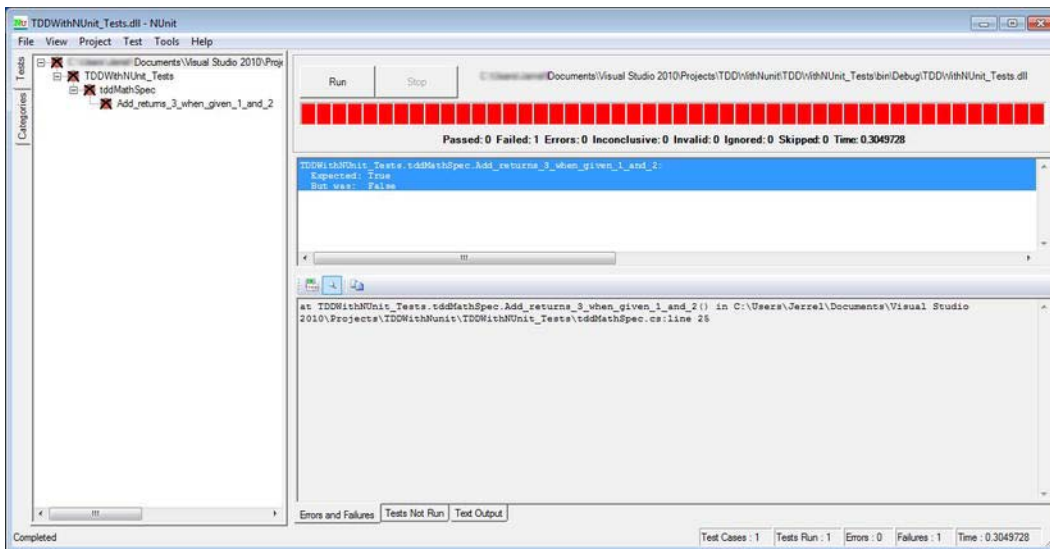 TDDWithNUnit_Tests.dll - NUnit
File View Project Test Tools Help
Tests
Categories
Documents\Visual Studio 2010\Proj
TDDWithNUnit_Tests
tddMathSpec
Add_returns_3_when_given_1_and_2
Run
Stop
Documents\Visual Studio 2010\Projects\TDDWithNunit\TDDWithNUnit_Tests\bin\Debug\TDDWithNUnit_Tests.dll
Passed: 0 Failed: 1 Errors: 0 Inconclusive: 0 Invalid: 0 Ignored: 0 Skipped: 0 Time: 0.3049728
TDDWithNUnit_Tests.tddMathSpec.Add_returns_3_when_given_1_and_2:
Expected: True
But was: False
at TDDWithNUnit_Tests.tddMathSpec.Add_returns_3_when_given_1_and_2() in C:\Users\Jerrel\Documents\Visual Studio
2010\Projects\TDDWithNunit\TDDWithNUnit_Tests\tddMathSpec.cs:line 25
Errors and Failures
Tests Not Run
Text Output
Completed
Test Cases : 1
Tests Run : 1
Errors : 0
Failures : 1
Time : 0.3049728